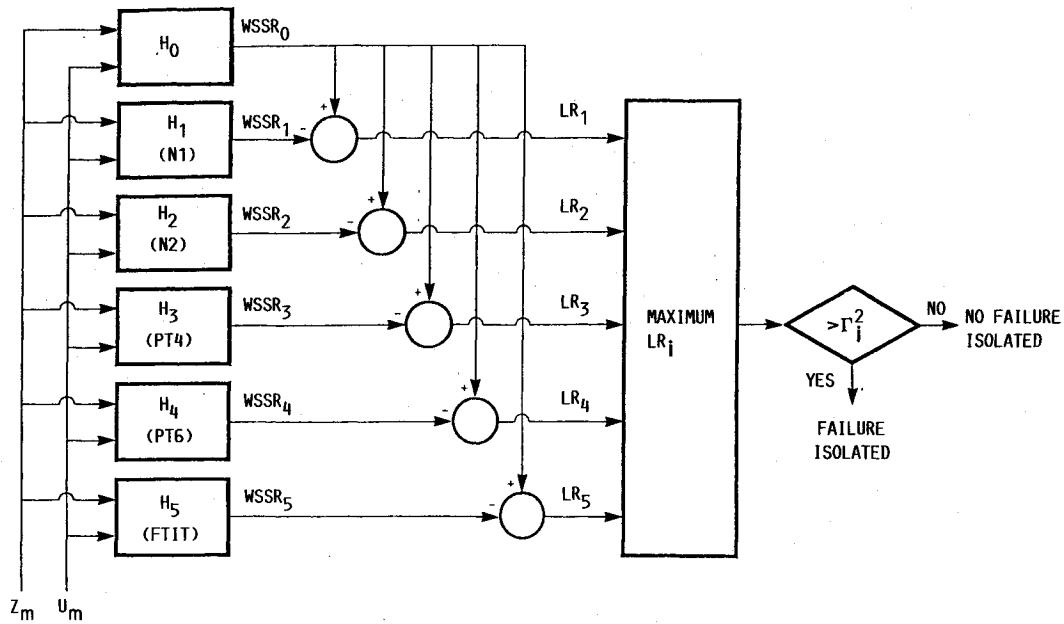 H₀
WSSR₀
H₁
(N1)
WSSR₁
+
-
LR₁
H₂
(N2)
WSSR₂
+
-
LR₂
H₃
(PT4)
WSSR₃
+
-
LR₃
H₄
(PT6)
WSSR₄
+
-
LR₄
H₅
(FTIT)
WSSR₅
+
-
LR₅
MAXIMUM
LRᵢ
>Γᵢ²
NO
NO FAILURE
ISOLATED
YES
FAILURE
ISOLATED
Zₘ
Uₘ